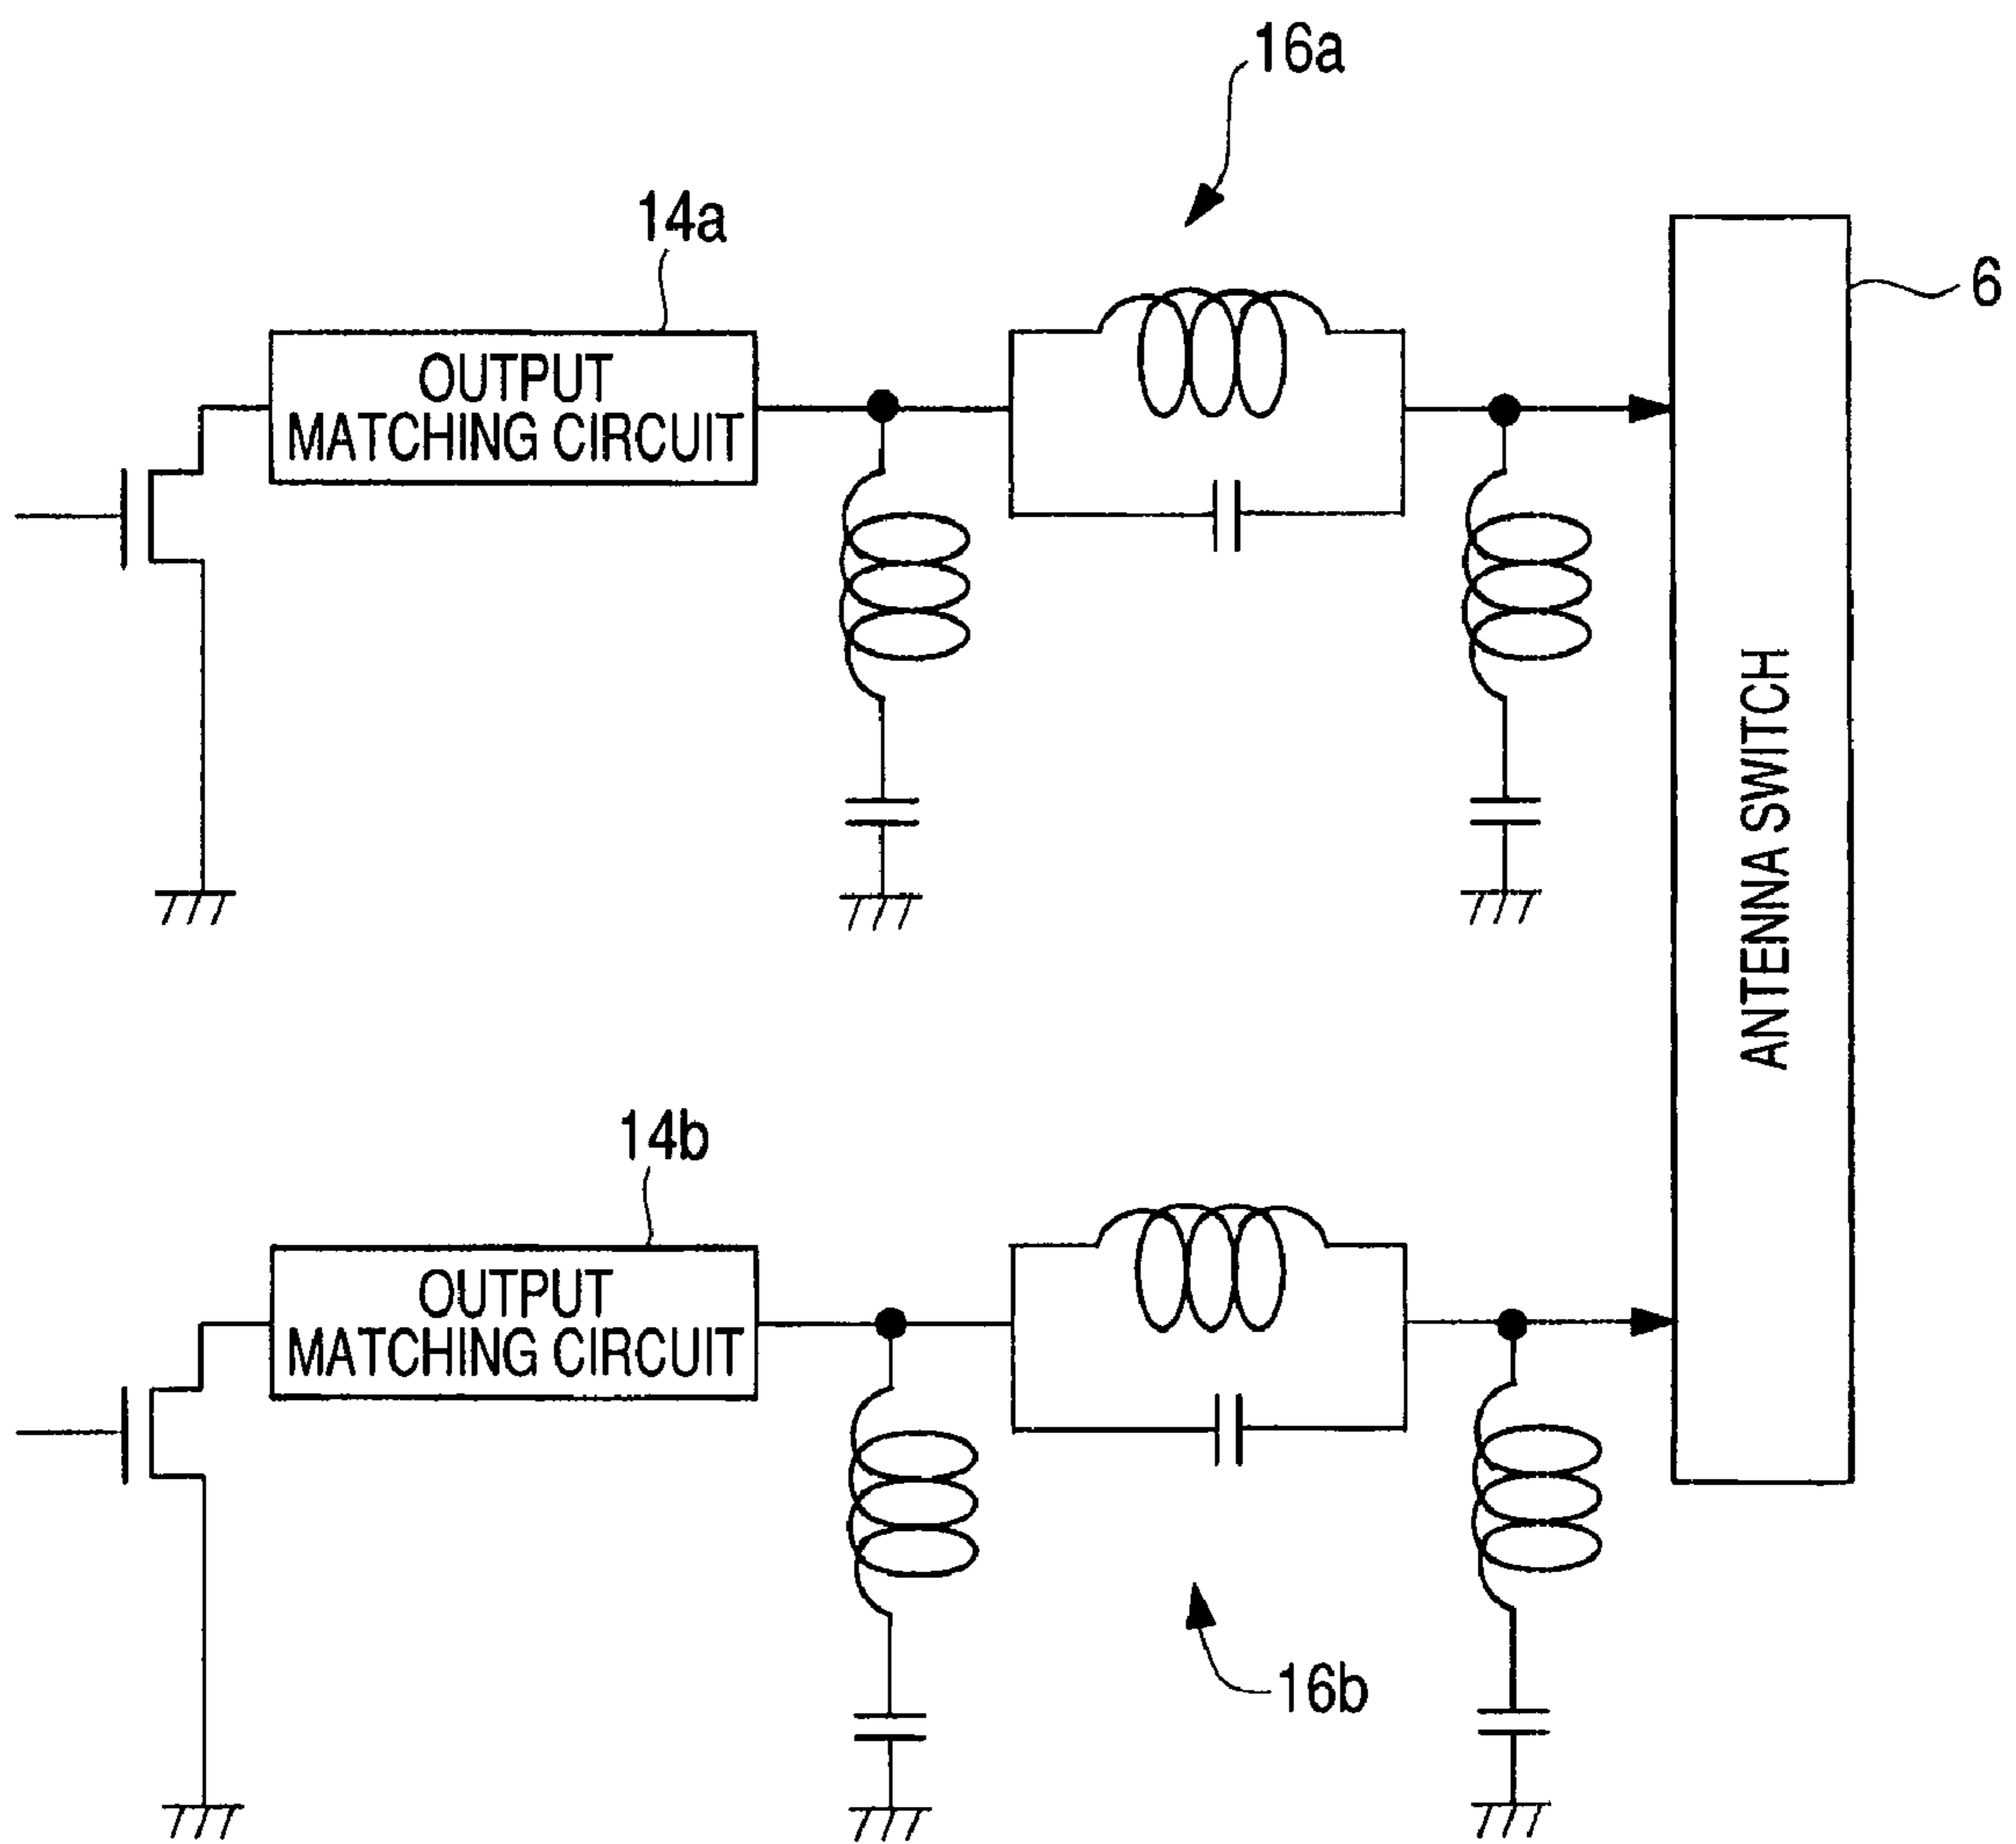 16a
14a
6
OUTPUT
MATCHING CIRCUIT
ANTENNA SWITCH
14b
OUTPUT
MATCHING CIRCUIT
16b